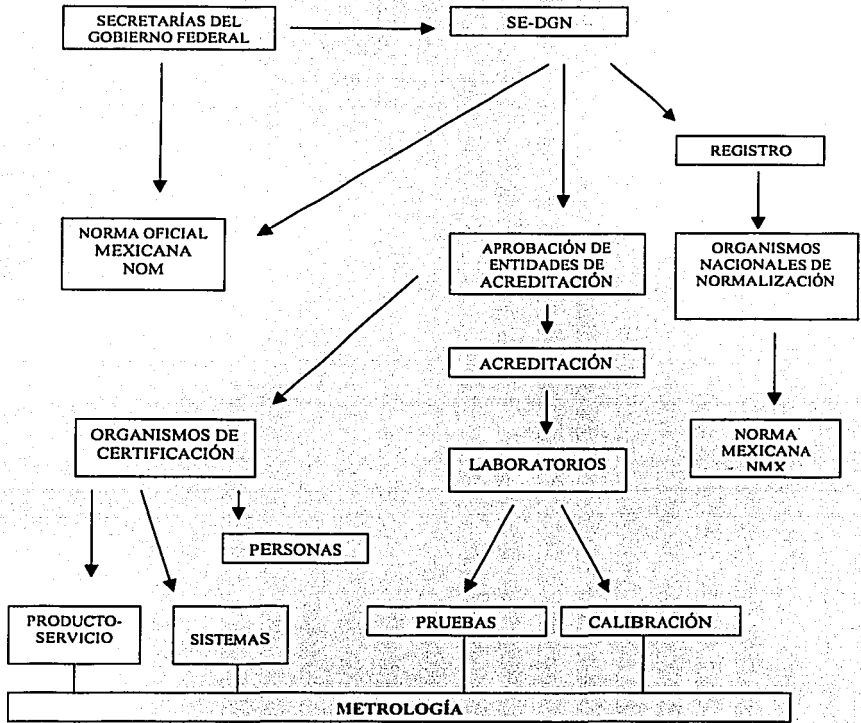 SECRETARÍAS DEL
GOBIERNO FEDERAL
SE-DGN
REGISTRO
NORMA OFICIAL
MEXICANA
NOM
APROBACIÓN DE
ENTIDADES DE
ACREDITACIÓN
ORGANISMOS
NACIONALES DE
NORMALIZACIÓN
ACREDITACIÓN
ORGANISMOS DE
CERTIFICACIÓN
LABORATORIOS
NORMA
MEXICANA
NMX
PERSONAS
PRODUCTO-
SERVICIO
SISTEMAS
PRUEBAS
CALIBRACIÓN
METROLOGÍA